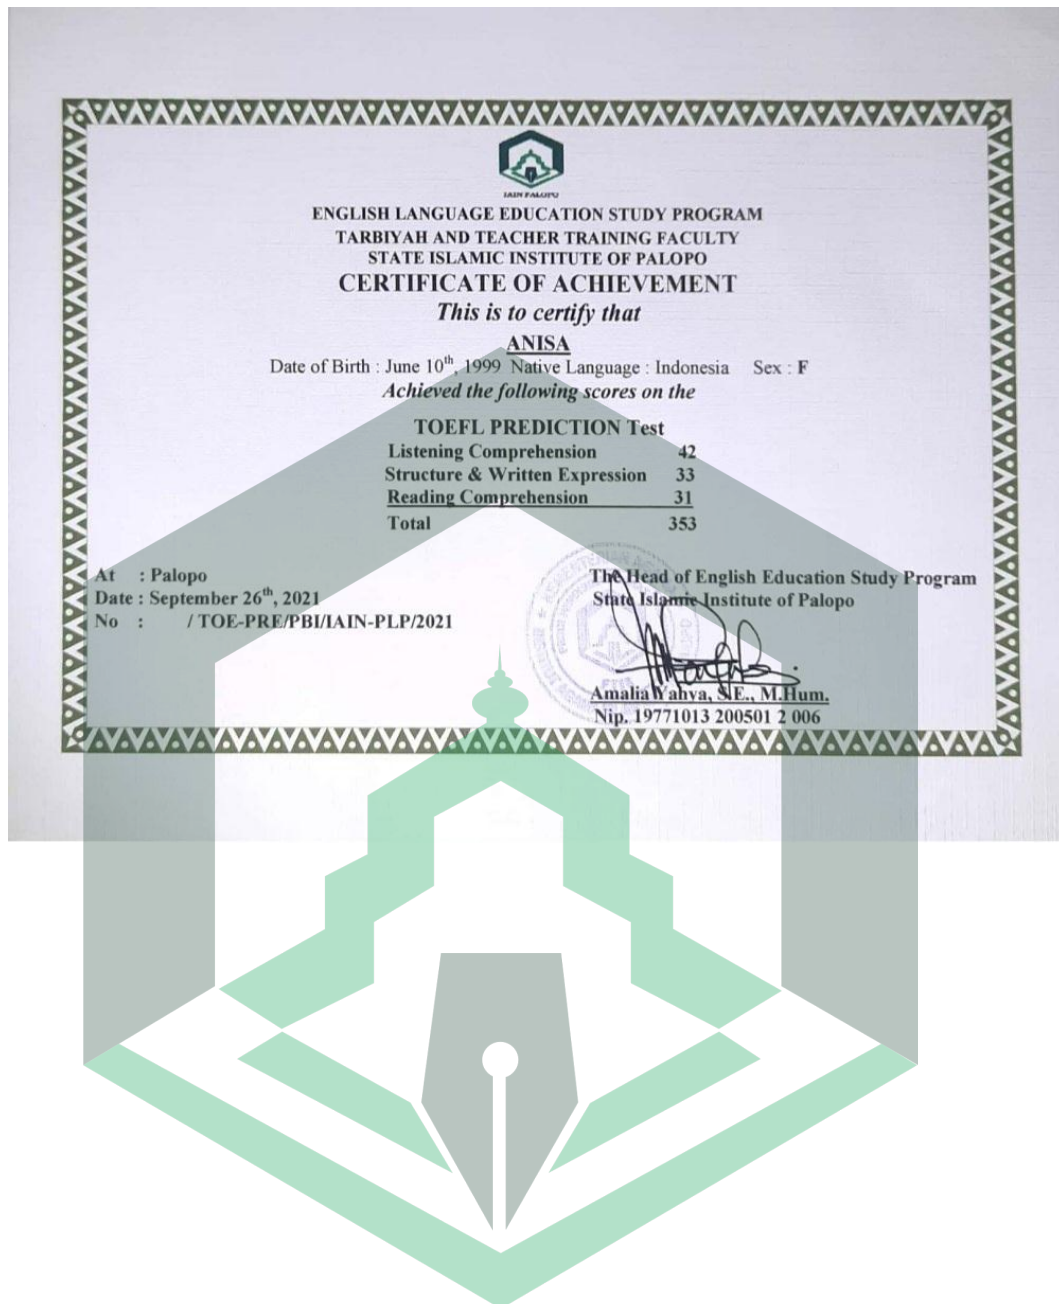 IAIN PALOPO
ENGLISH LANGUAGE EDUCATION STUDY PROGRAM
TARBIYAH AND TEACHER TRAINING FACULTY
STATE ISLAMIC INSTITUTE OF PALOPO
CERTIFICATE OF ACHIEVEMENT
This is to certify that
ANISA
Date of Birth : June 10th, 1999 Native Language : Indonesia Sex : F
Achieved the following scores on the
TOEFL PREDICTION Test
Listening Comprehension 42
Structure & Written Expression 33
Reading Comprehension 31
Total 353
At : Palopo
Date : September 26th, 2021
No : / TOE-PRE/PBI/IAIN-PLP/2021
The Head of English Education Study Program
State Islamic Institute of Palopo
Amalia Yahya, S.E., M.Hum.
Nip. 19771013 200501 2 006